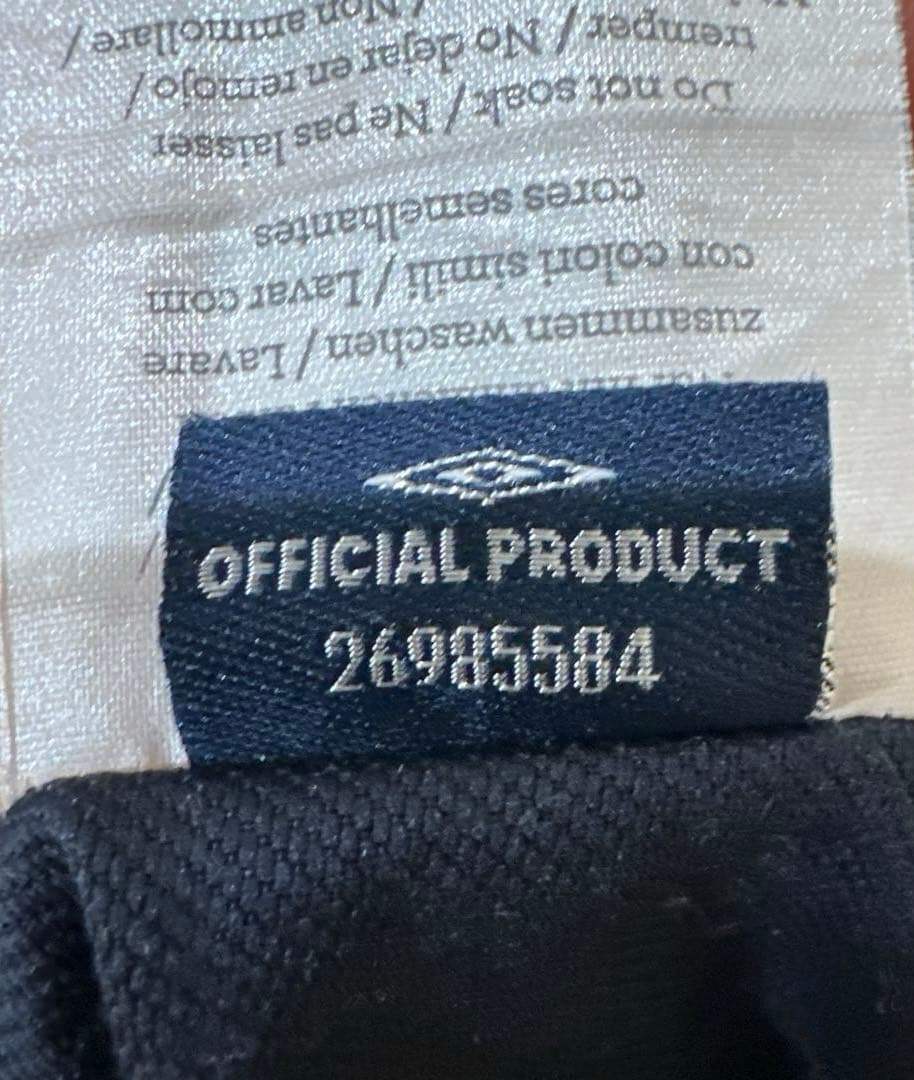 OFFICIAL PRODUCT
26985584
zusammen waschen / Lavare
con colori simili / Lavar com
cores semelhantes
Do not soak / Ne pas laisser
tremper / No dejar en remojo /
/ Non ammollare /